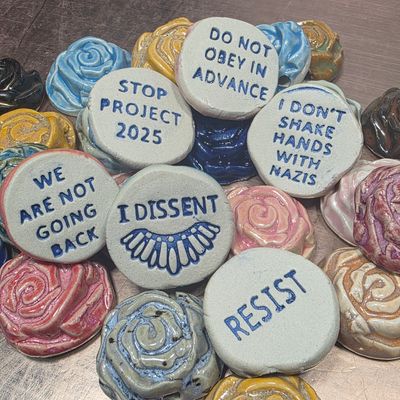 DO NOT
OBEY IN
ADVANCE
STOP
PROJECT
2025
I DON'T
SHAKE
HANDS
WITH
NAZIS
WE
ARE NOT
GOING
BACK
I DISSENT
RESIST